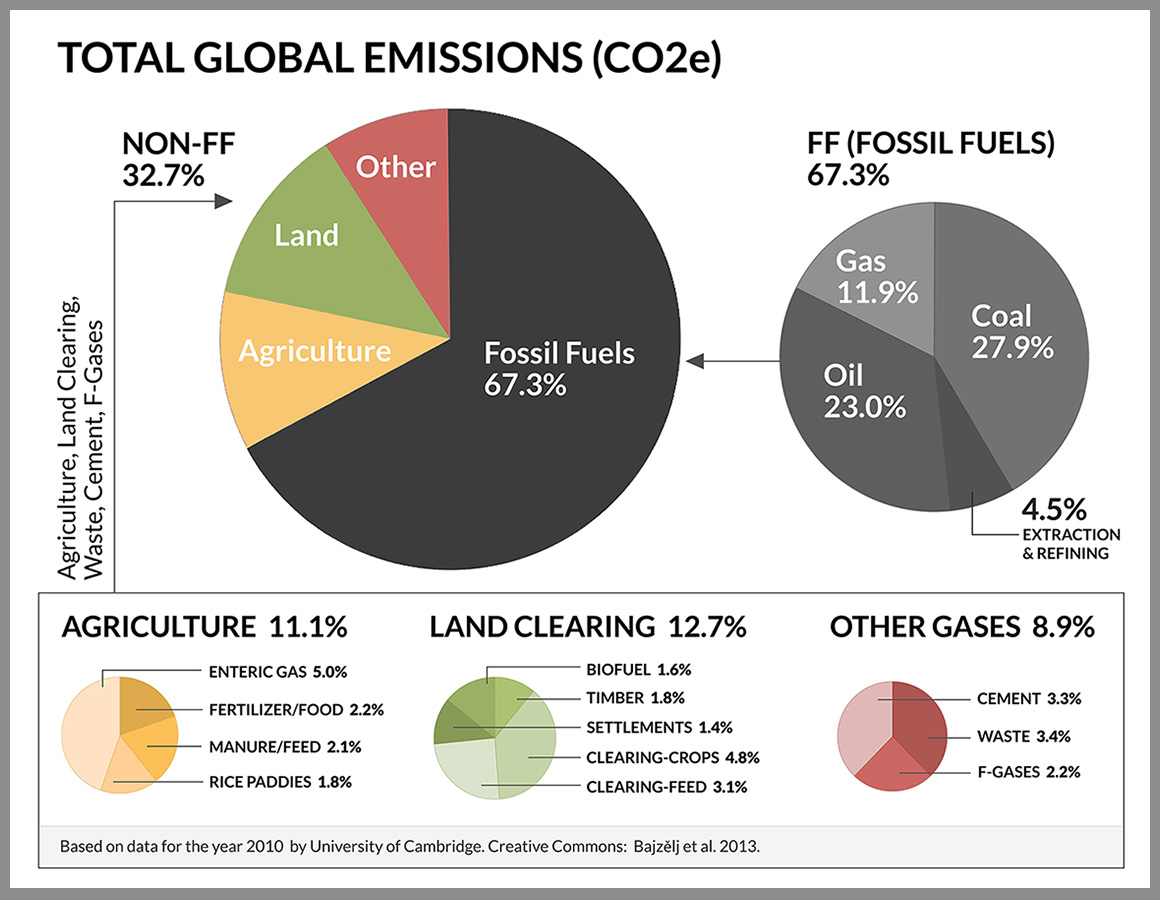 TOTAL GLOBAL EMISSIONS (CO2e)
NON-FF
32.7%
Agriculture, Land Clearing,
Waste, Cement, F-Gases
Other
Land
Agriculture
Fossil Fuels
67.3%
FF (FOSSIL FUELS)
67.3%
Gas
11.9%
Coal
27.9%
Oil
23.0%
4.5%
EXTRACTION
& REFINING
AGRICULTURE 11.1%
ENTERIC GAS 5.0%
FERTILIZER/FOOD 2.2%
MANURE/FEED 2.1%
RICE PADDIES 1.8%
LAND CLEARING 12.7%
BIOFUEL 1.6%
TIMBER 1.8%
SETTLEMENTS 1.4%
CLEARING-CROPS 4.8%
CLEARING-FEED 3.1%
OTHER GASES 8.9%
CEMENT 3.3%
WASTE 3.4%
F-GASES 2.2%
Based on data for the year 2010 by University of Cambridge. Creative Commons: Bajzělj et al. 2013.